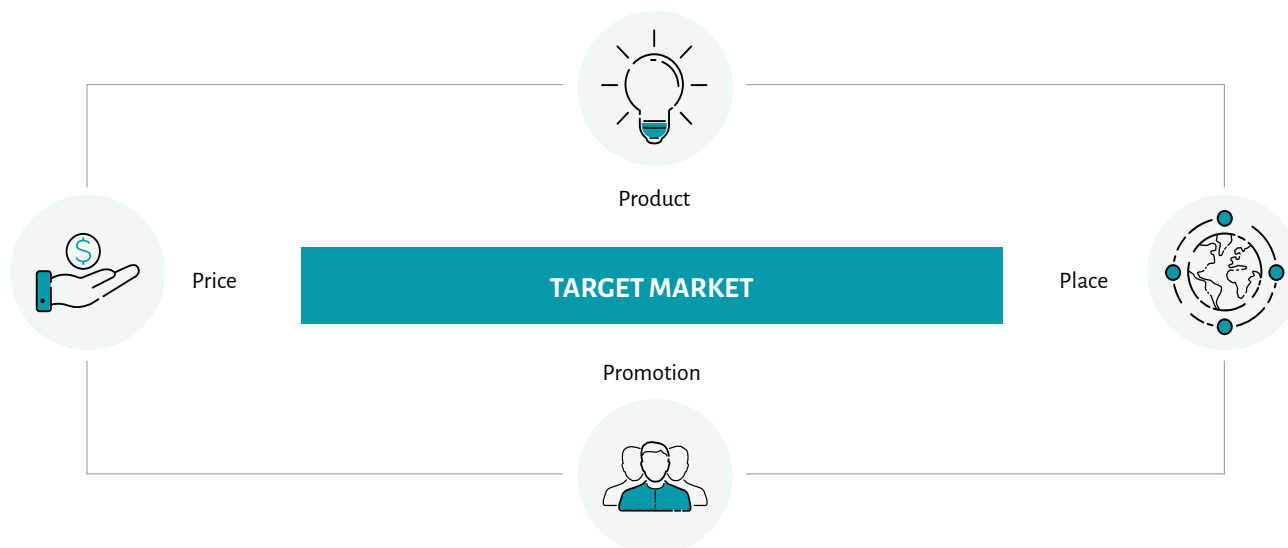 $
Product
Price
TARGET MARKET
Place
Promotion